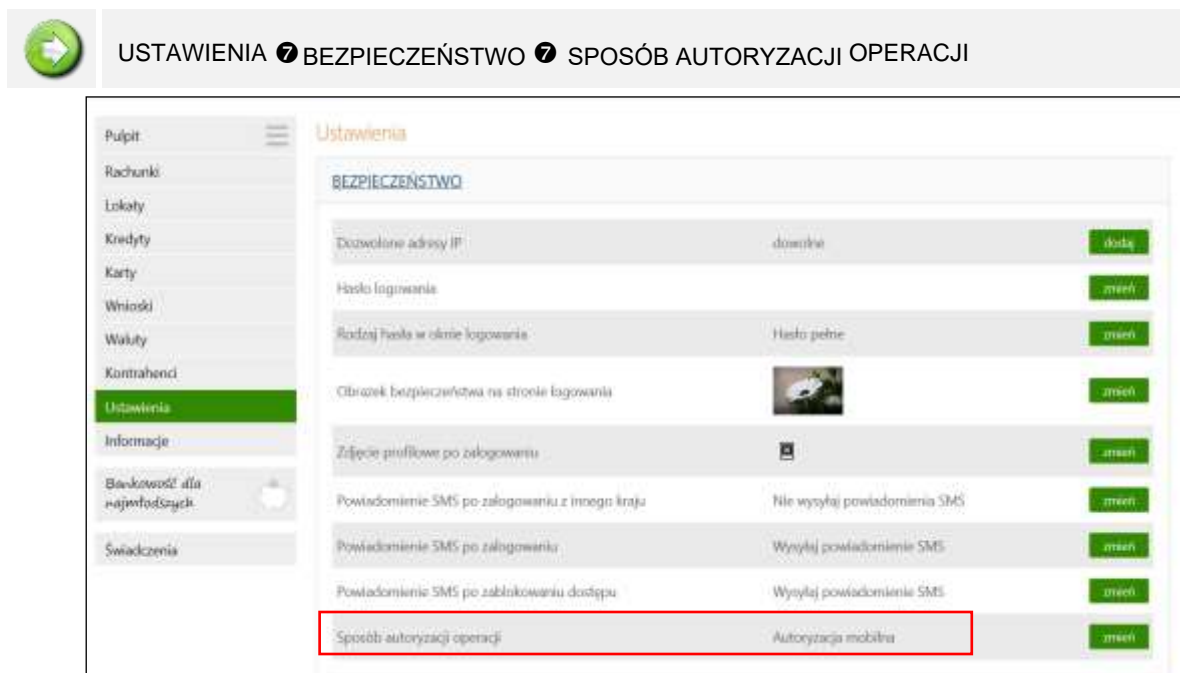 USTAWIENIA ❼ BEZPIECZEŃSTWO ❼ SPOSÓB AUTORYZACJI OPERACJI
Pulpit
Rachunki
Lokaty
Kredyty
Karty
Wnioski
Waluty
Kontrahenci
Ustawienia
Informacje
Bankowość dla
najmłodszych
Świadczenia
Ustawienia
BEZPIECZEŃSTWO
Dozwolone adresy IP dowolne dodaj
Hasło logowania zmień
Rodzaj hasła w oknie logowania Hasło pełne zmień
Obrazek bezpieczeństwa na stronie logowania zmień
Zdjęcie profilowe po zalogowaniu zmień
Powiadomienie SMS po zalogowaniu z innego kraju Nie wysyłaj powiadomienia SMS zmień
Powiadomienie SMS po zalogowaniu Wysyłaj powiadomienie SMS zmień
Powiadomienie SMS po zablokowaniu dostępu Wysyłaj powiadomienie SMS zmień
Sposób autoryzacji operacji Autoryzacja mobilna zmień